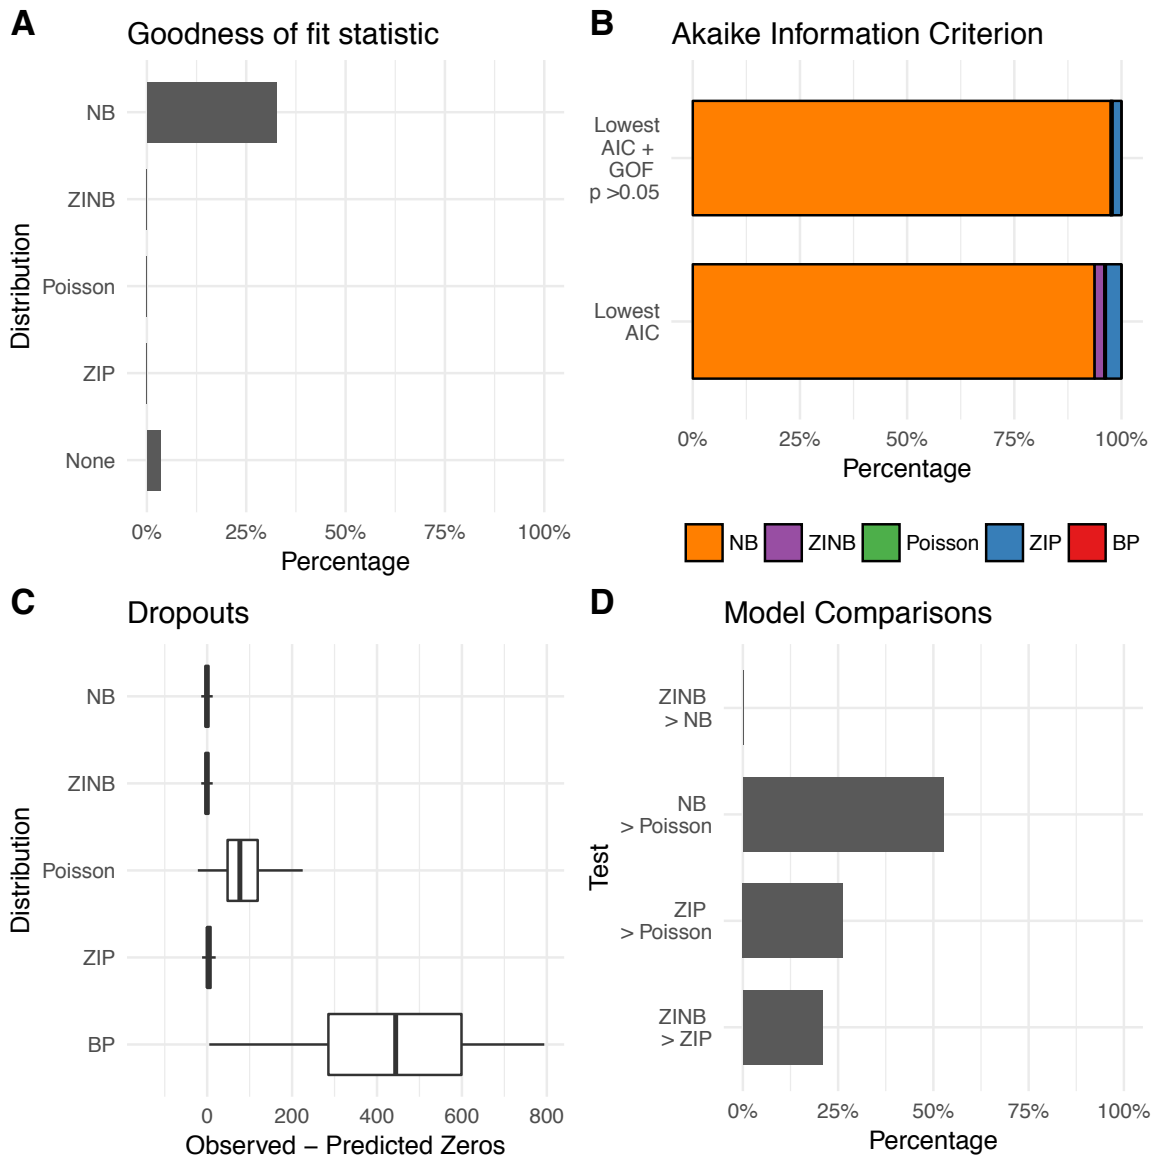 A
Goodness of fit statistic
Distribution
NB
ZINB
Poisson
ZIP
None
0%
25%
50%
75%
100%
Percentage
B
Akaike Information Criterion
Lowest
AIC +
GOF
p >0.05
Lowest
AIC
0%
25%
50%
75%
100%
Percentage
NB
ZINB
Poisson
ZIP
BP
C
Dropouts
Distribution
NB
ZINB
Poisson
ZIP
BP
0
200
400
600
800
Observed − Predicted Zeros
D
Model Comparisons
Test
ZINB
> NB
NB
> Poisson
ZIP
> Poisson
ZINB
> ZIP
0%
25%
50%
75%
100%
Percentage